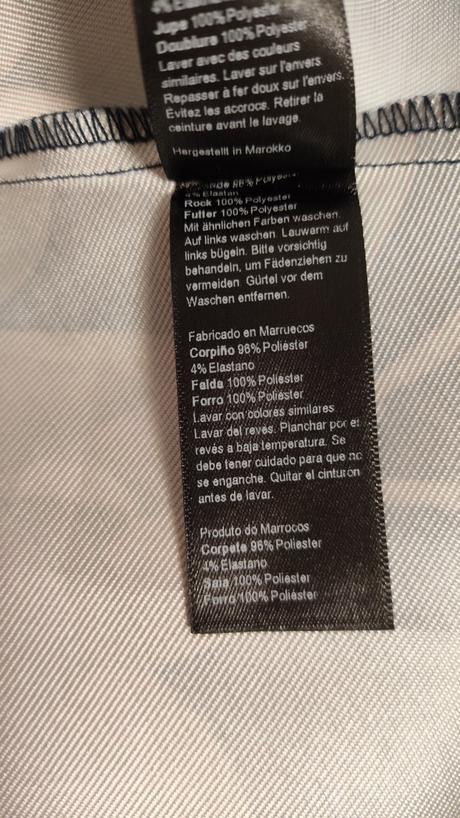 4% Elastanne
Jupe 100% Polyester
Doublure 100% Polyester
Laver avec des couleurs
similaires. Laver sur l'envers.
Repasser à fer doux sur l'envers.
Évitez les accrocs. Retirer la
ceinture avant le lavage.
Hergestellt in Marokko
96% Polyester
4% Elastan
Rock 100% Polyester
Futter 100% Polyester
Mit ähnlichen Farben waschen.
Auf links waschen. Lauwarm auf
links bügeln. Bitte vorsichtig
behandeln, um Fädenziehen zu
vermeiden. Gürtel vor dem
Waschen entfernen.
Fabricado en Marruecos
Corpiño 96% Poliéster
4% Elastano
Falda 100% Poliéster
Forro 100% Poliéster
Lavar con colores similares
Lavar del revés. Planchar por el
revés a baja temperatura. Se
debe tener cuidado para que no
se enganche. Quitar el cinturón
antes de lavar.
Produto do Marrocos
Corpete 96% Poliéster
4% Elastano
Saia 100% Poliéster
Forro 100% Poliéster